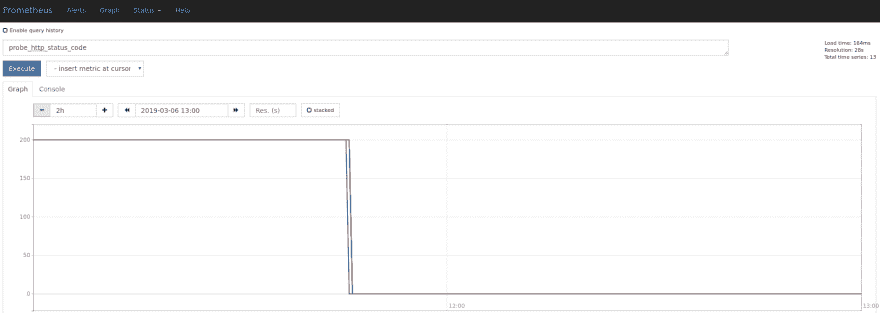 Prometheus Alerts Graph Status Help
Enable query history
probe_http_status_code
Load time: 164ms
Resolution: 28s
Total time series: 13
Execute - insert metric at cursor
Graph Console
2h 2019-03-06 13:00 Res. (s) stacked
200
150
100
50
0
12:00 13:00